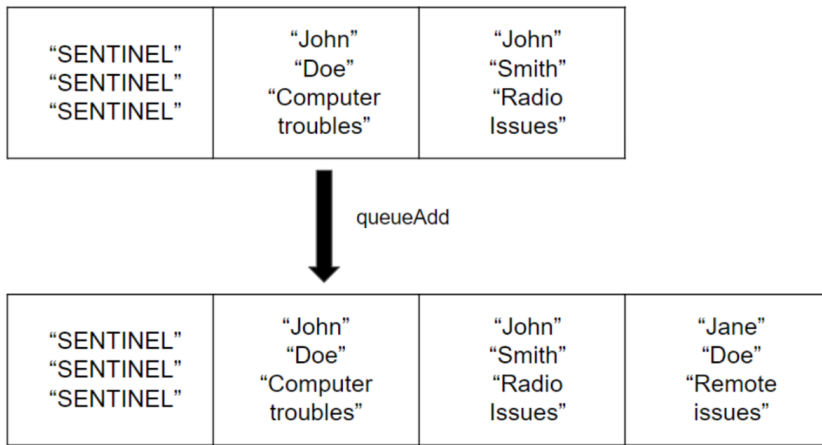 “SENTINEL”
“SENTINEL”
“SENTINEL”
“John”
“Doe”
“Computer
troubles”
“John”
“Smith”
“Radio
Issues”
queueAdd
“SENTINEL”
“SENTINEL”
“SENTINEL”
“John”
“Doe”
“Computer
troubles”
“John”
“Smith”
“Radio
Issues”
“Jane”
“Doe”
“Remote
issues”